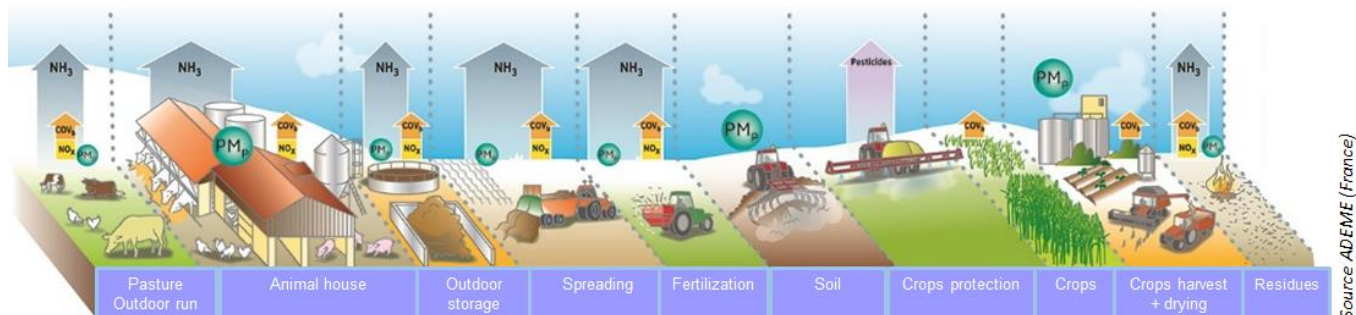 NH₃
COVₛ
NOₓ
PMₚ
NH₃
PMₚ
COVₛ
NH₃
PMₚ
COVₛ
NOₓ
NH₃
PMₚ
COVₛ
NOₓ
NH₃
PMₚ
COVₛ
NOₓ
PMₚ
Pesticides
COVₛ
PMₚ
COVₛ
NH₃
COVₛ
NOₓ
PMₚ
Pasture
Outdoor run
Animal house
Outdoor
storage
Spreading
Fertilization
Soil
Crops protection
Crops
Crops harvest
+ drying
Residues
Source ADEME (France)